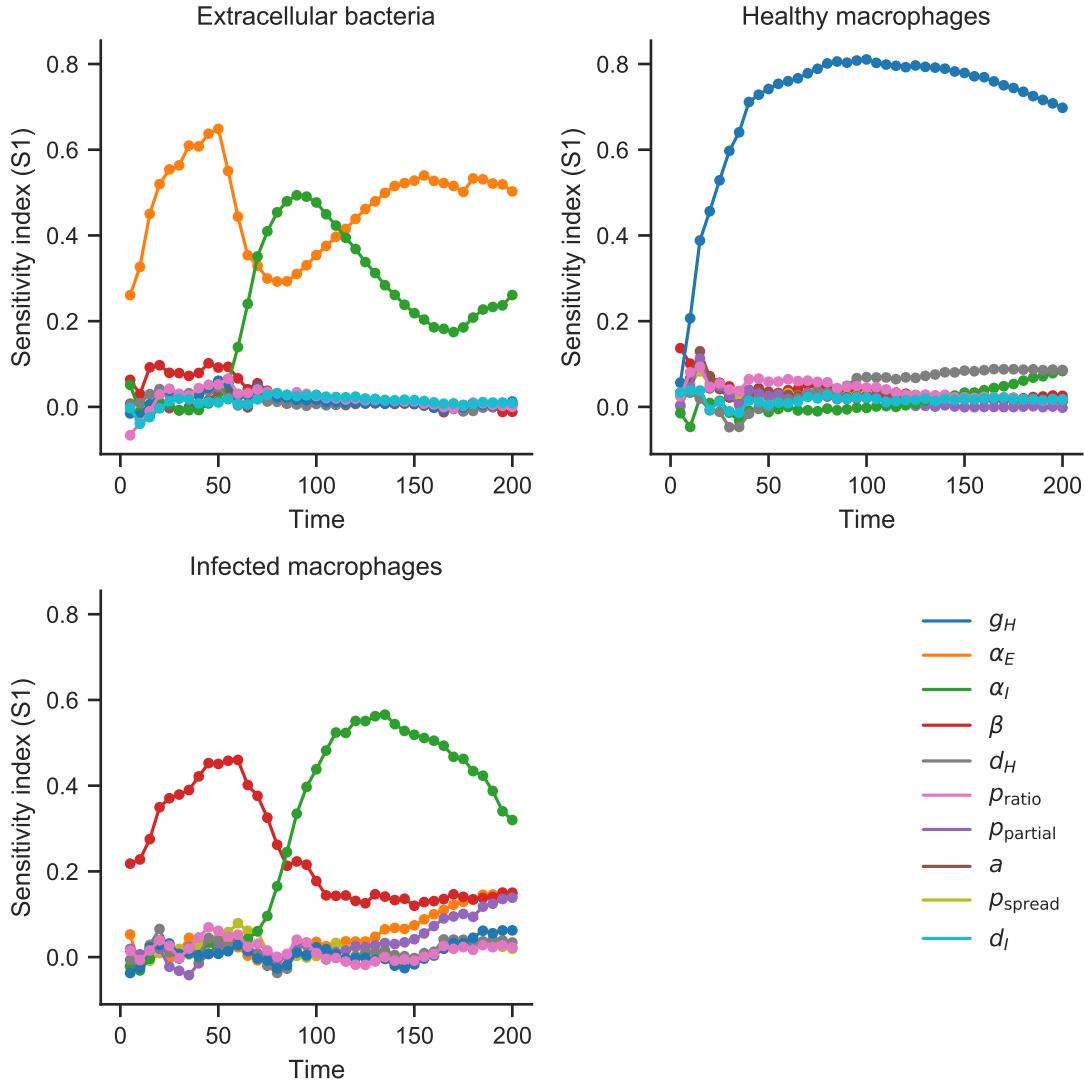 Extracellular bacteria
Healthy macrophages
0.8
0.6
0.4
0.2
0.0
Sensitivity index (S1)
0 50 100 150 200
Time
0.8
0.6
0.4
0.2
0.0
Sensitivity index (S1)
0 50 100 150 200
Time
Infected macrophages
0.8
0.6
0.4
0.2
0.0
Sensitivity index (S1)
0 50 100 150 200
Time
g_H
α_E
α_I
β
d_H
p_ratio
p_partial
a
p_spread
d_I